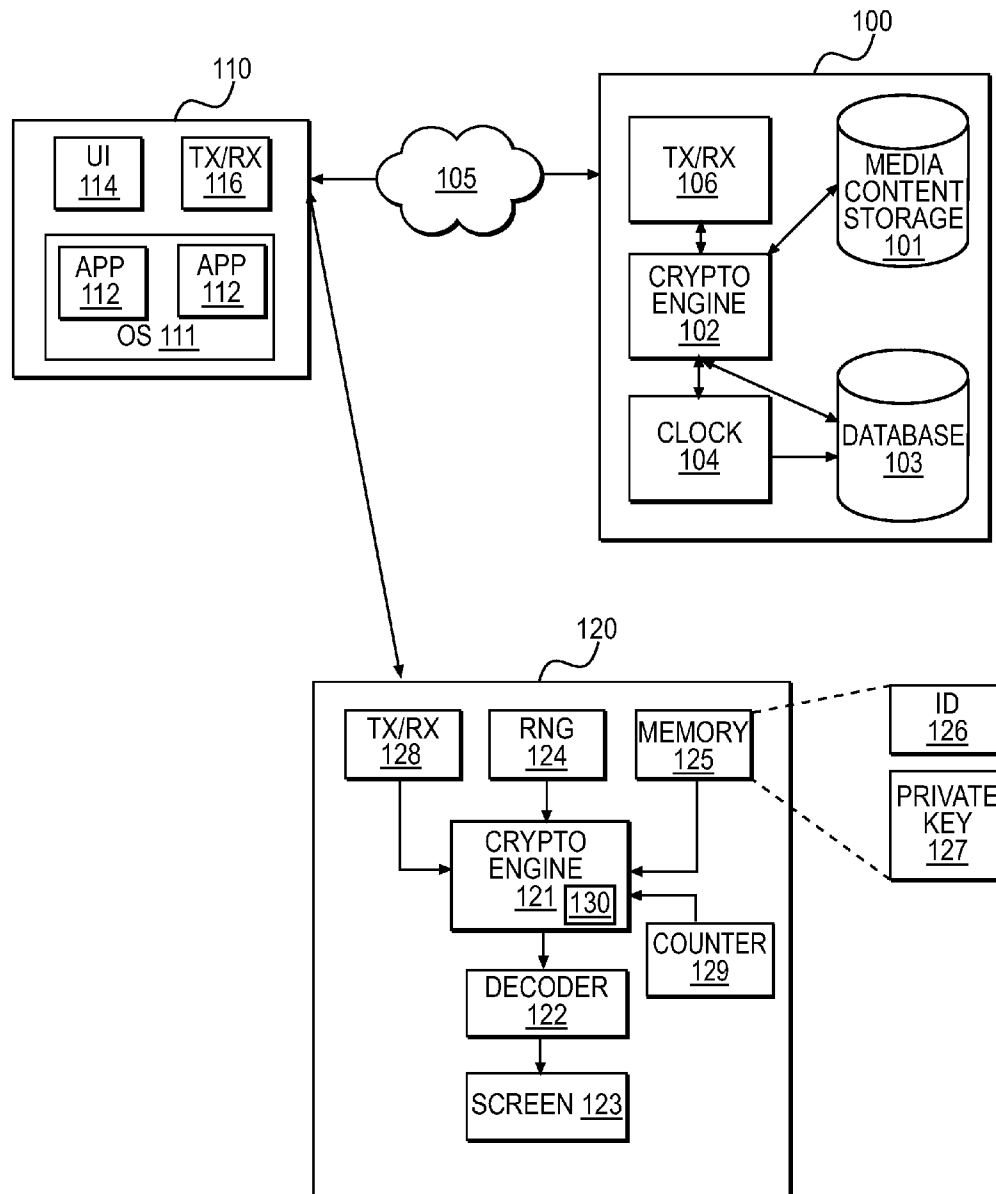 110
UI
114
TX/RX
116
APP
112
APP
112
OS 111
105
100
TX/RX
106
MEDIA
CONTENT
STORAGE
101
CRYPTO
ENGINE
102
CLOCK
104
DATABASE
103
120
TX/RX
128
RNG
124
MEMORY
125
ID
126
PRIVATE
KEY
127
CRYPTO
ENGINE
121
130
COUNTER
129
DECODER
122
SCREEN 123